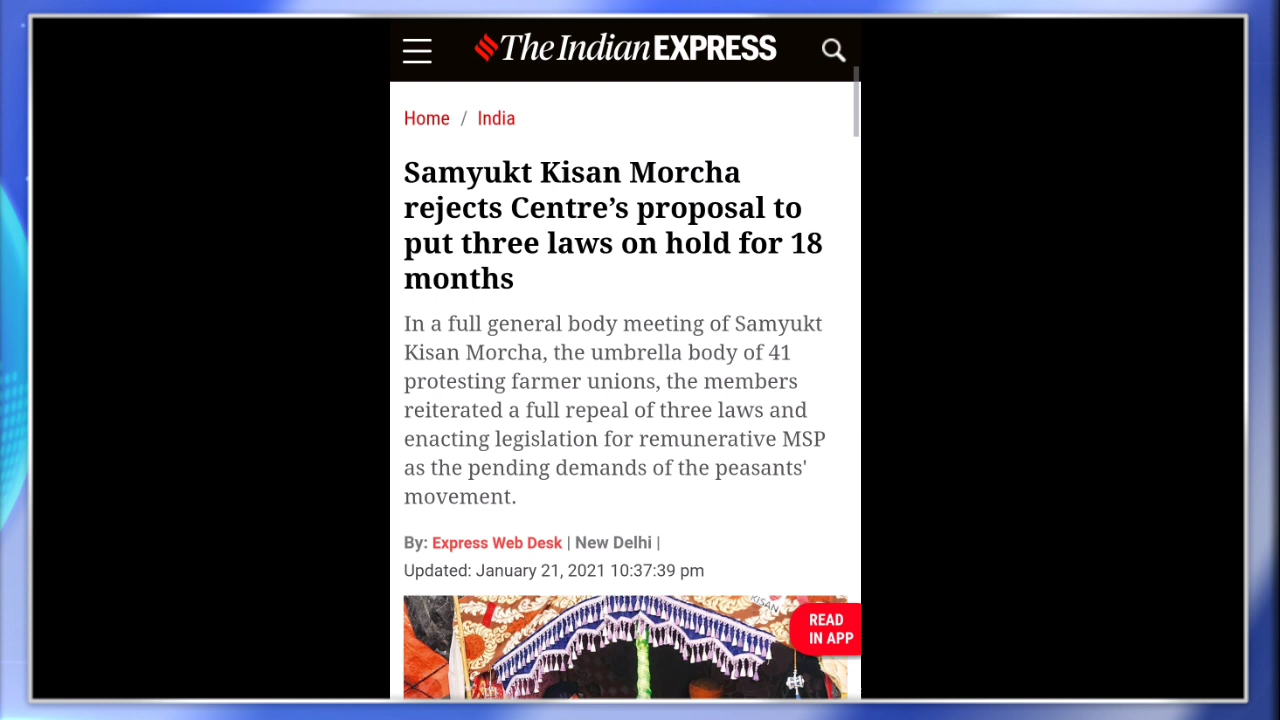 The Indian EXPRESS
Home / India
Samyukt Kisan Morcha
rejects Centre’s proposal to
put three laws on hold for 18
months
In a full general body meeting of Samyukt
Kisan Morcha, the umbrella body of 41
protesting farmer unions, the members
reiterated a full repeal of three laws and
enacting legislation for remunerative MSP
as the pending demands of the peasants'
movement.
By: Express Web Desk | New Delhi |
Updated: January 21, 2021 10:37:39 pm
KISAN
READ
IN APP